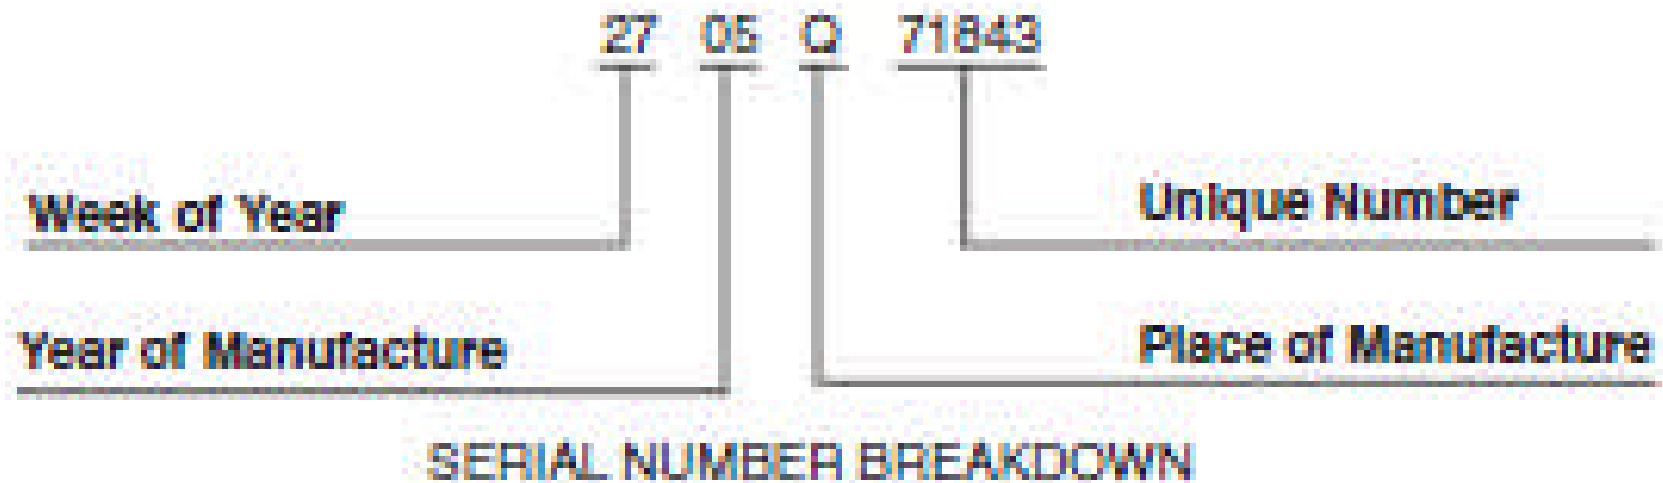 27 05 Q 71843
Week of Year
Unique Number
Year of Manufacture
Place of Manufacture
SERIAL NUMBER BREAKDOWN